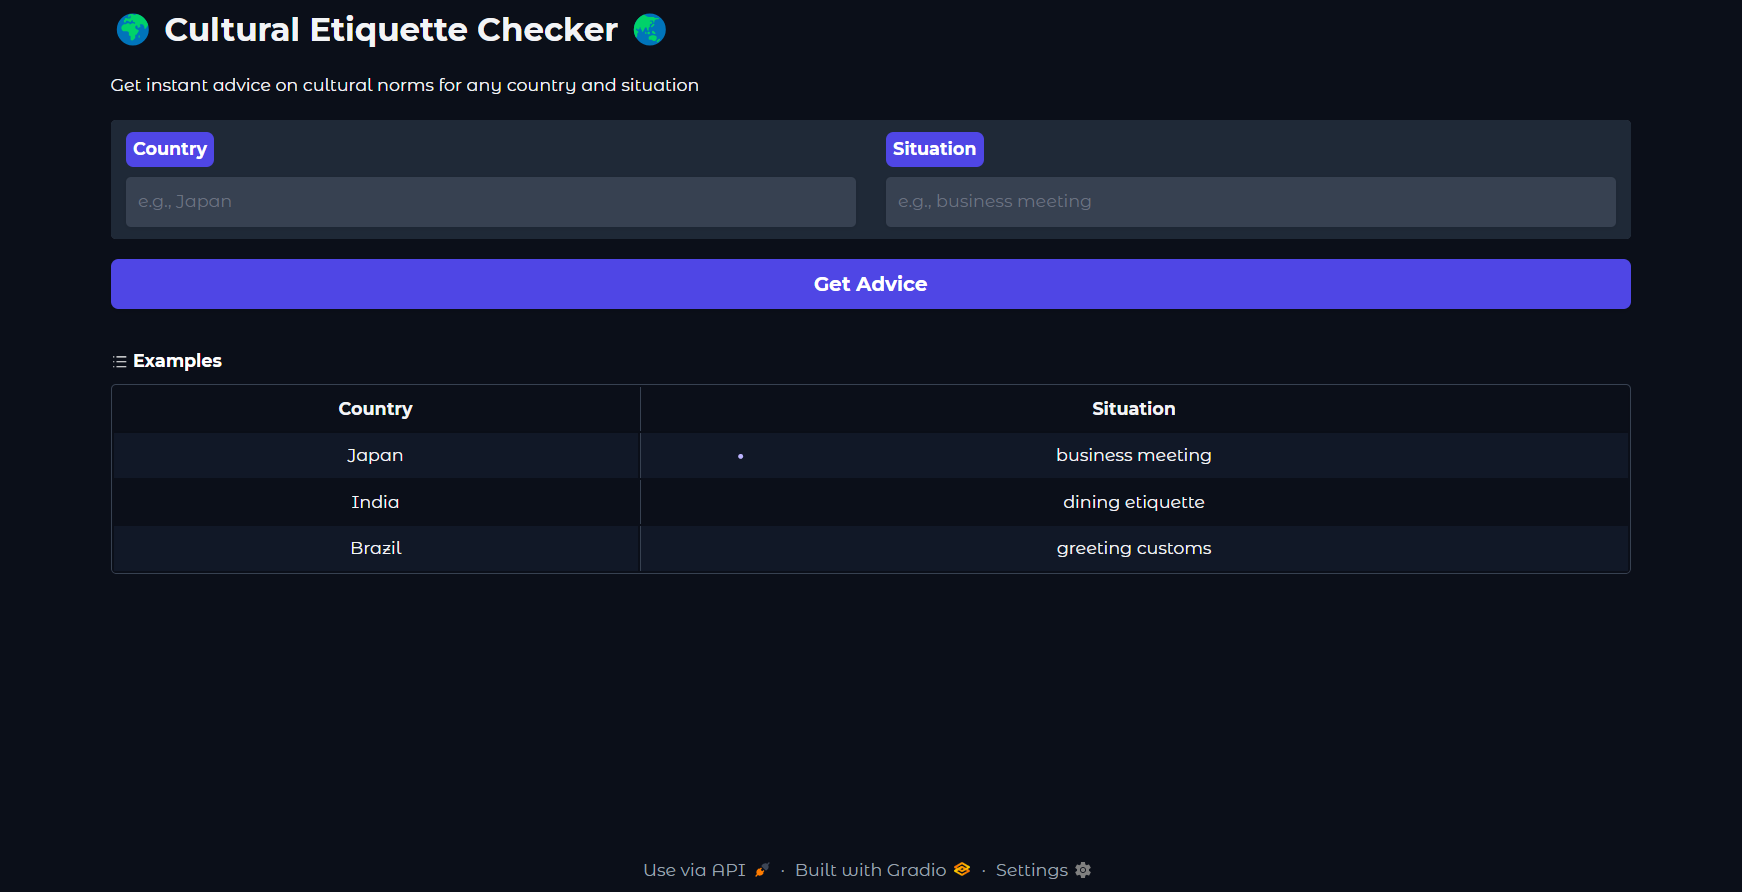 Cultural Etiquette Checker
Get instant advice on cultural norms for any country and situation
Country
Situation
e.g., Japan
e.g., business meeting
Get Advice
Examples
Country Situation
Japan business meeting
India dining etiquette
Brazil greeting customs
Use via API · Built with Gradio · Settings